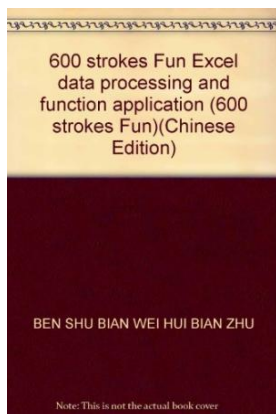 600 strokes Fun Excel
data processing and
function application (600
strokes Fun)(Chinese
Edition)
BEN SHU BIAN WEI HUI BIAN ZHU
Note: This is not the actual book cover